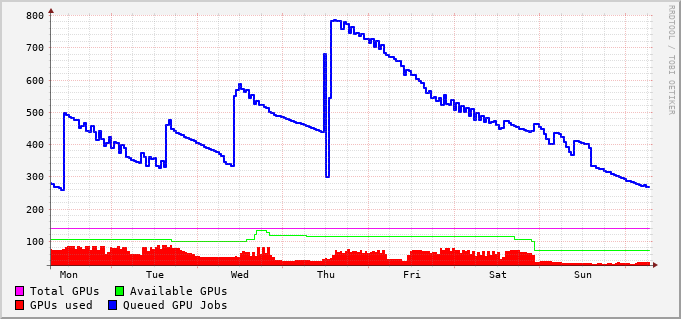 800
700
600
500
400
300
200
100
Mon Tue Wed Thu Fri Sat Sun
Total GPUs Available GPUs
GPUs used Queued GPU Jobs
RRDTOOL / TOBI OETIKER